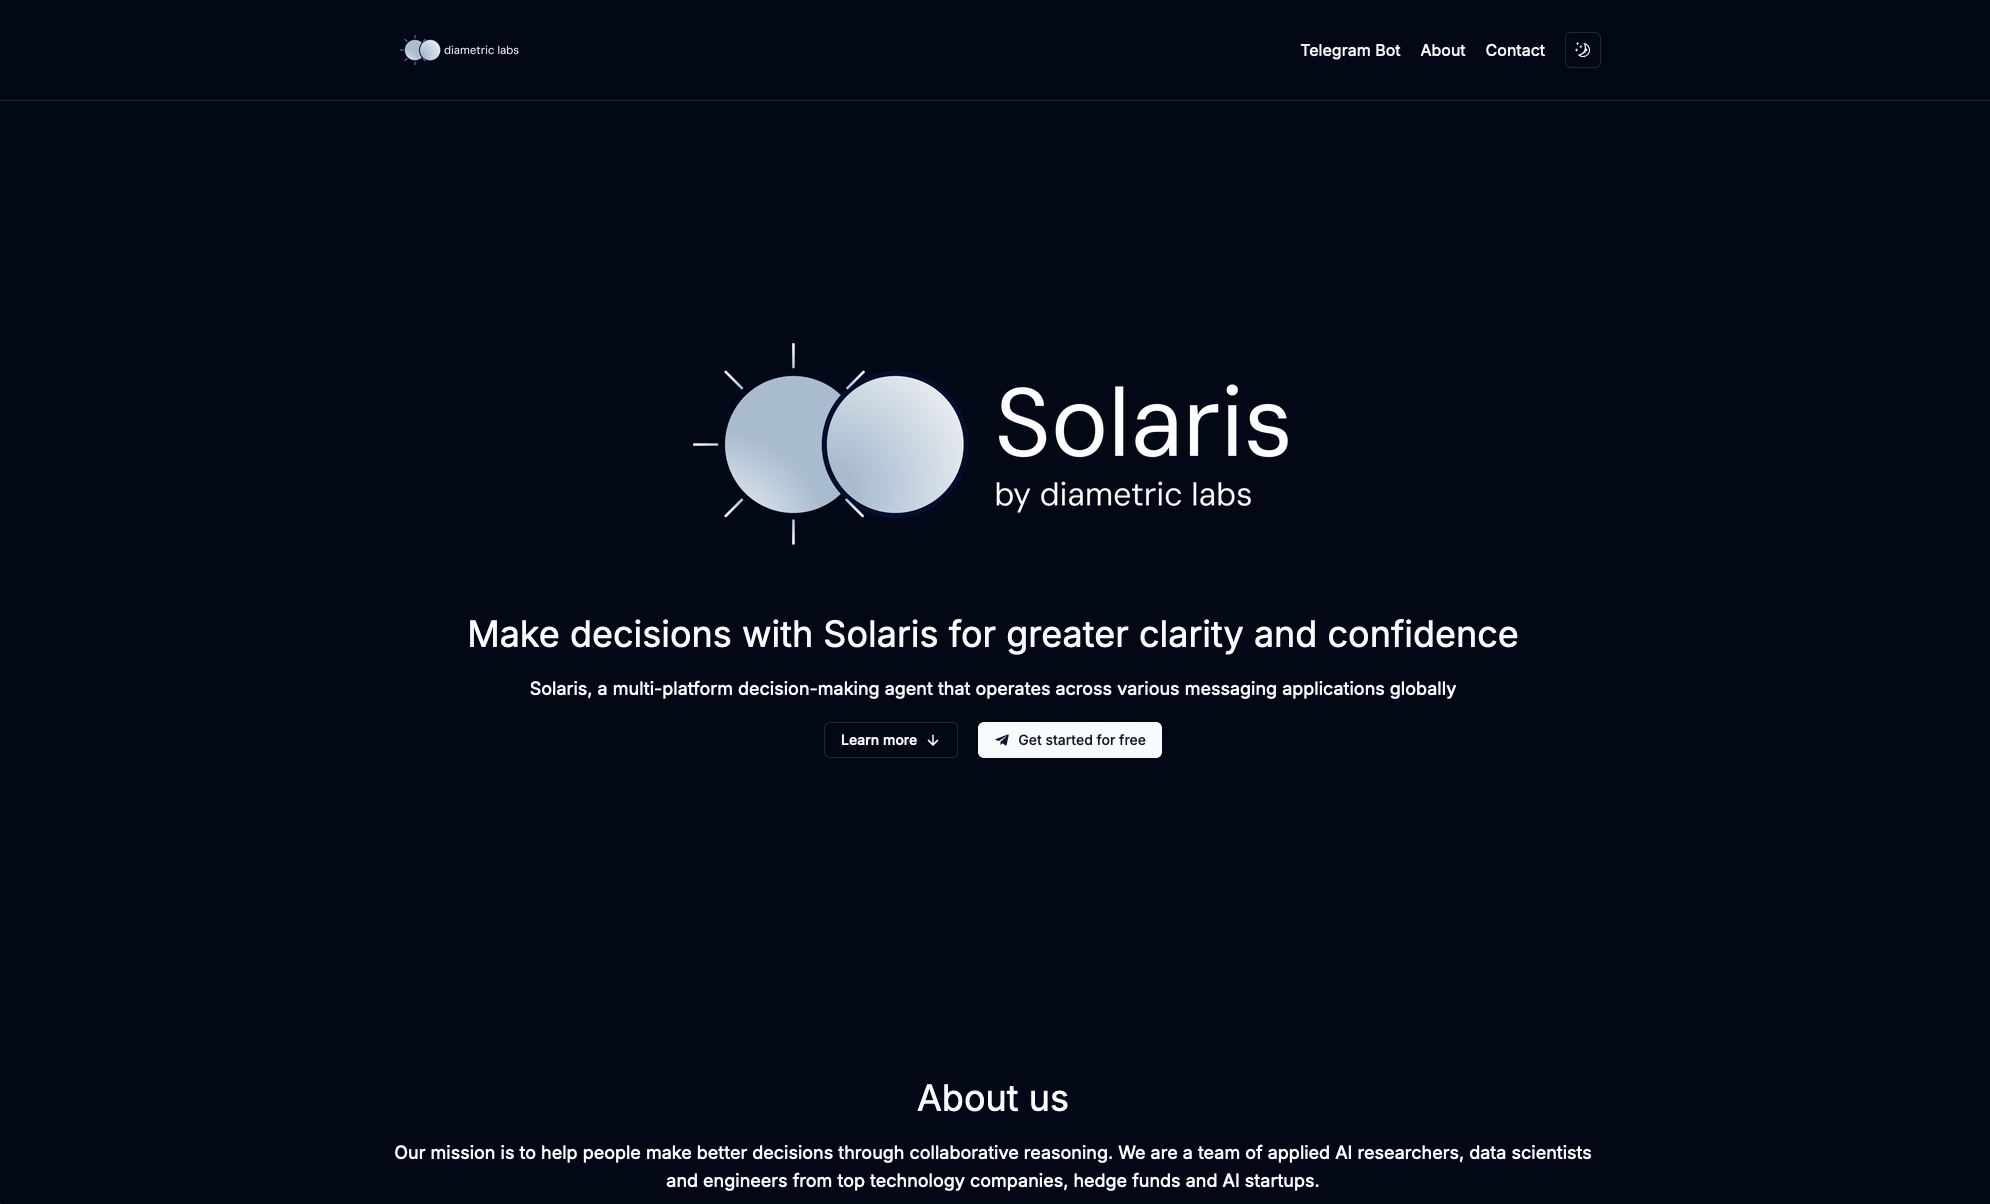 diametric labs
Telegram Bot
About
Contact
Solaris
by diametric labs
Make decisions with Solaris for greater clarity and confidence
Solaris, a multi-platform decision-making agent that operates across various messaging applications globally
Learn more
Get started for free
About us
Our mission is to help people make better decisions through collaborative reasoning. We are a team of applied AI researchers, data scientists
and engineers from top technology companies, hedge funds and AI startups.